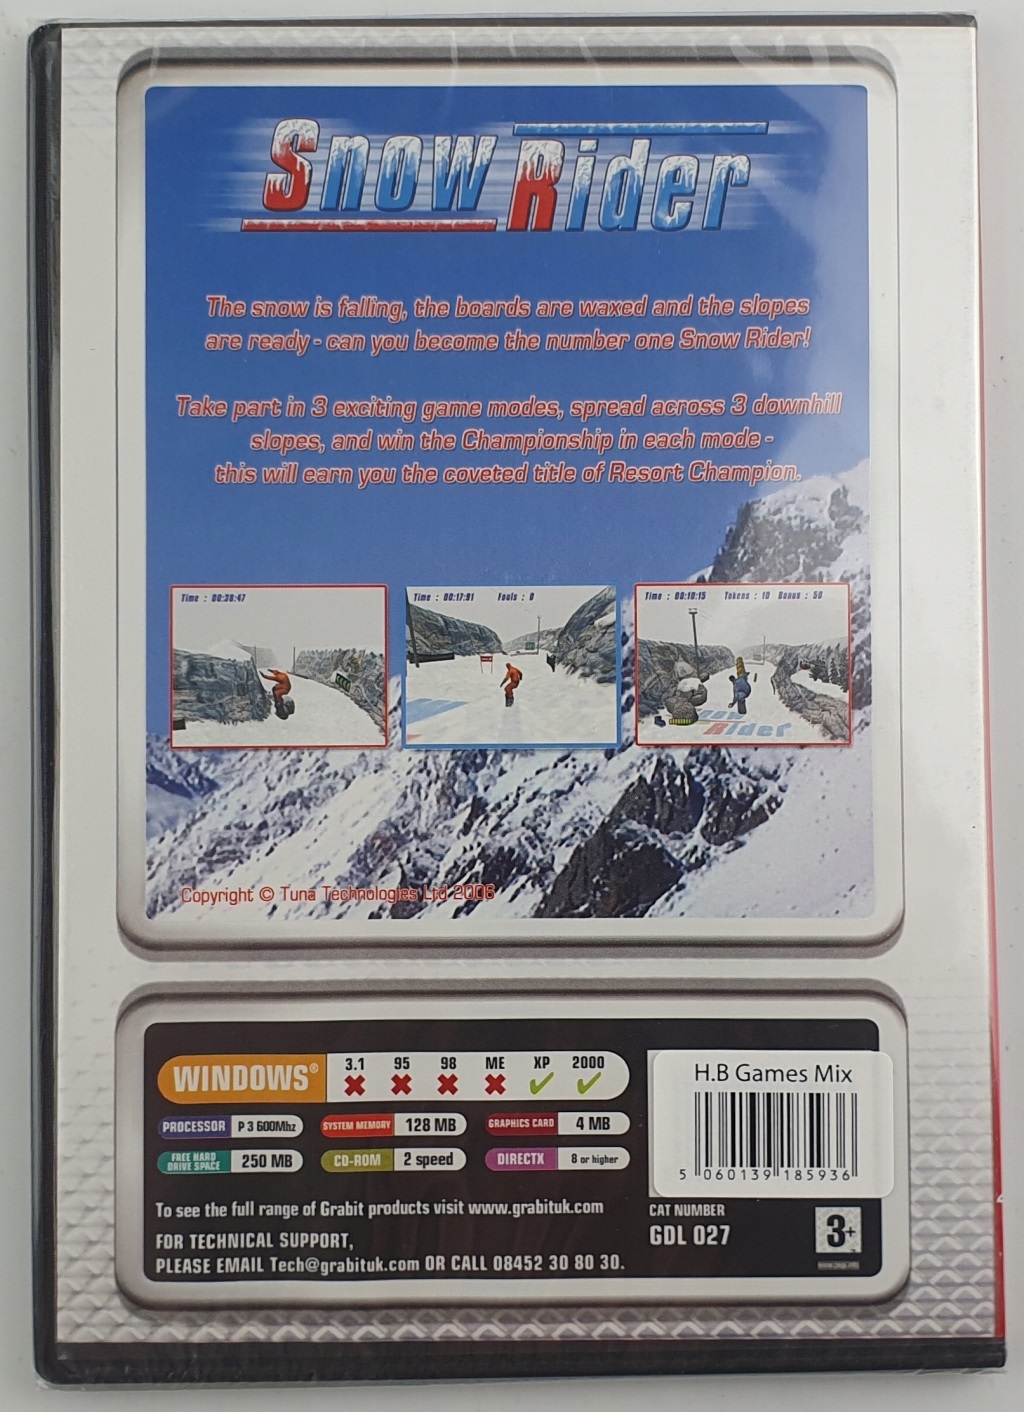 Snow Rider
The snow is falling, the boards are waxed and the slopes
are ready - can you become the number one Snow Rider!
Take part in 3 exciting game modes, spread across 3 downhill
slopes, and win the Championship in each mode -
this will earn you the coveted title of Resort Champion.
Time : 00:38:47
Time : 00:17:91 Fouls : 0
Time : 00:18:15 Tokens : 10 Bonus : 50
Rider
Copyright © Tuna Technologies Ltd 2006
WINDOWS®
3.1 95 98 ME XP 2000
PROCESSOR P 3 600Mhz
SYSTEM MEMORY 128 MB
GRAPHICS CARD 4 MB
FREE HARD
DRIVE SPACE 250 MB
CD-ROM 2 speed
DIRECTX 8 or higher
H.B Games Mix
5 060139 185936
To see the full range of Grabit products visit www.grabituk.com
FOR TECHNICAL SUPPORT,
PLEASE EMAIL Tech@grabituk.com OR CALL 08452 30 80 30.
CAT NUMBER
GDL 027
3+